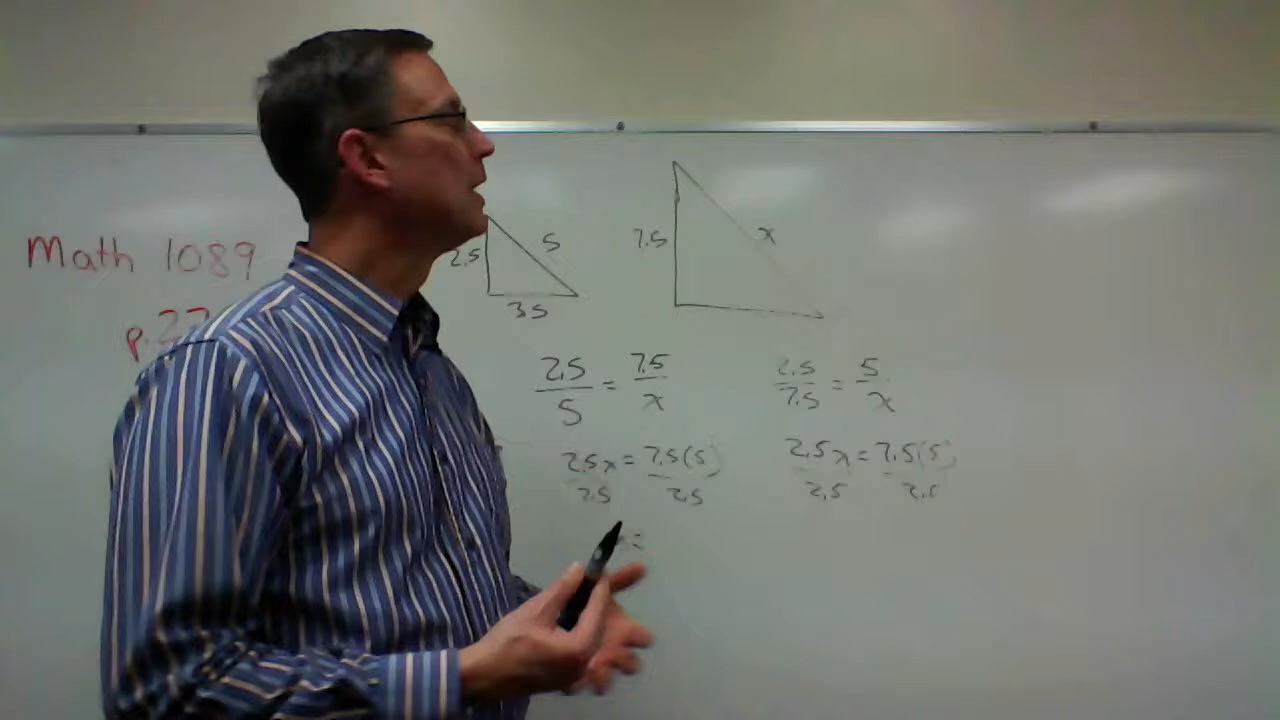 Math 1089
p.27
2.5
5
3.5
7.5
x
2.5/5 = 7.5/x
2.5/7.5 = 5/x
2.5x = 7.5(5)
2.5 2.5
2.5x = 7.5(5)
2.5 2.5
x =